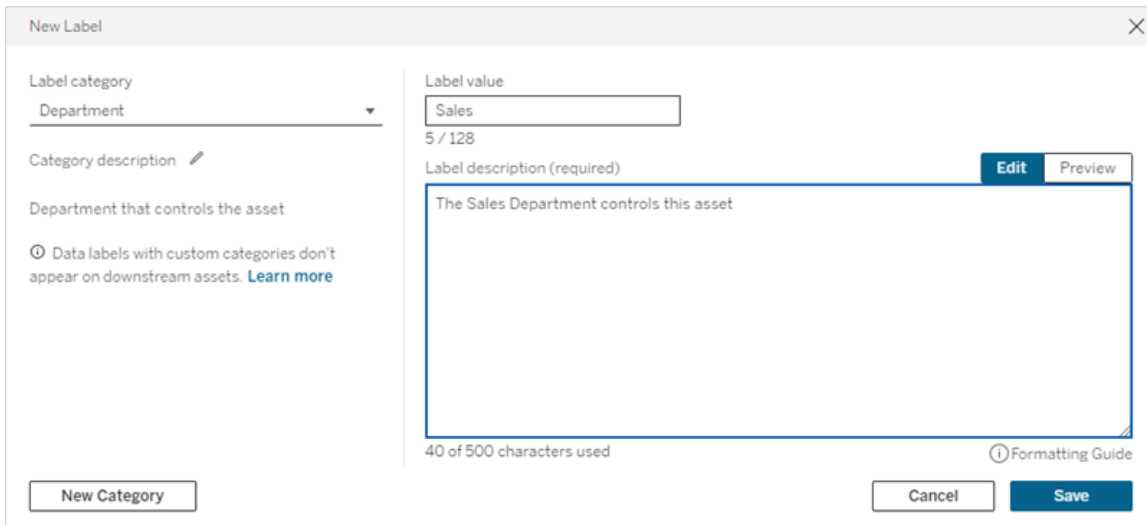 New Label
Label category
Department
Category description
Department that controls the asset
Data labels with custom categories don't
appear on downstream assets. Learn more
New Category
Label value
Sales
5 / 128
Label description (required)
Edit
Preview
The Sales Department controls this asset
40 of 500 characters used
Formatting Guide
Cancel
Save